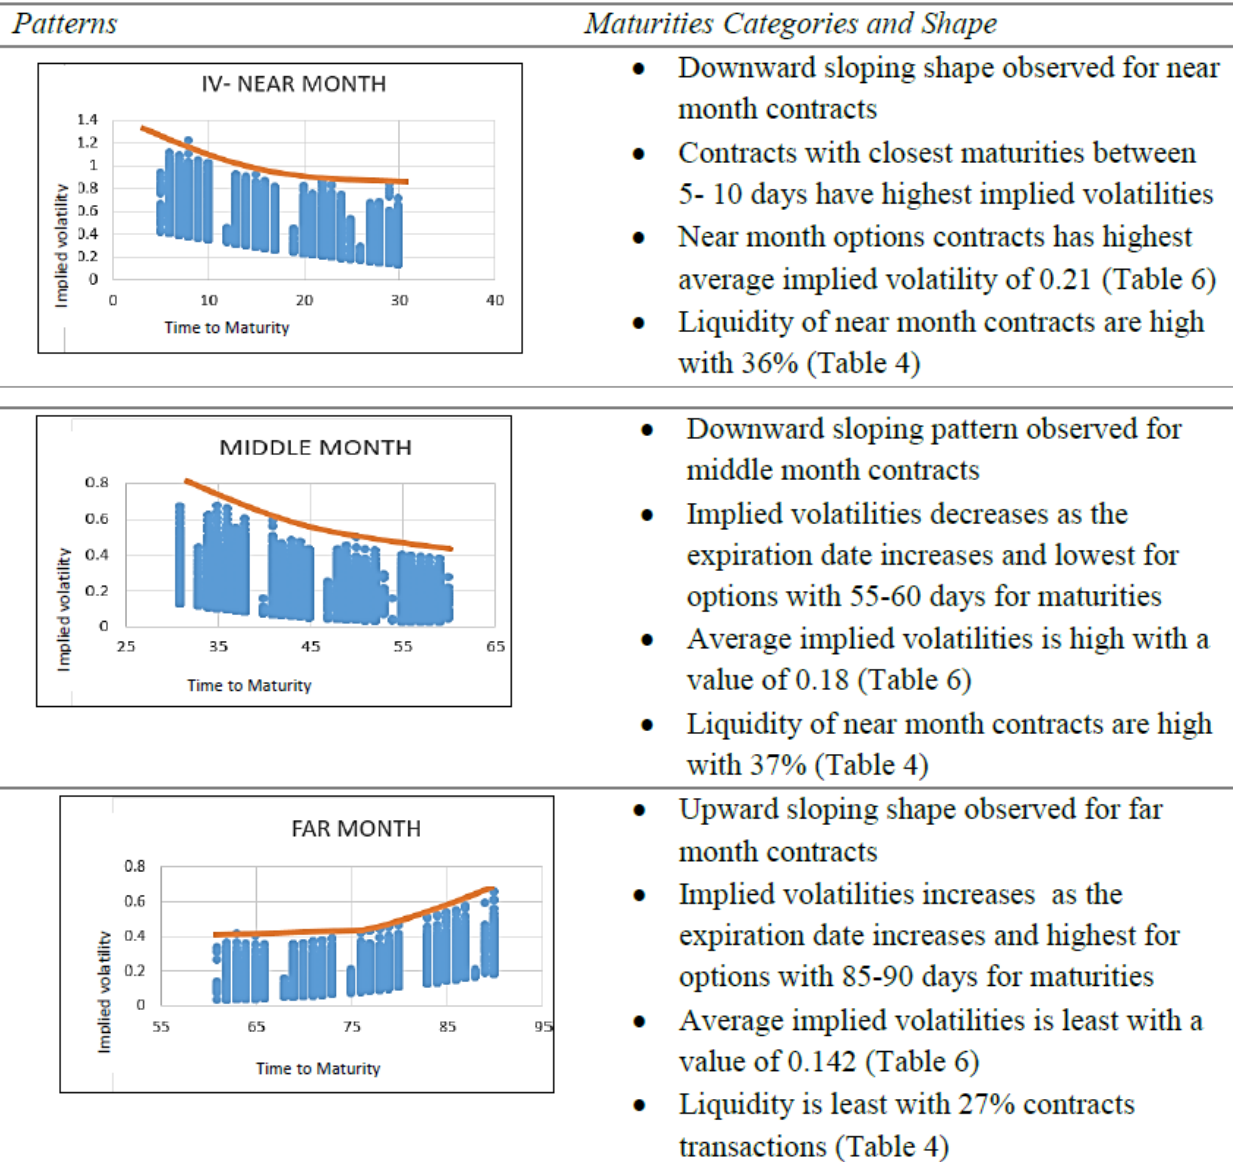 Patterns
Maturities Categories and Shape
IV- NEAR MONTH
1.4
1.2
1
0.8
0.6
0.4
0.2
0
Implied volatility
0 10 20 30 40
Time to Maturity
● Downward sloping shape observed for near
month contracts
● Contracts with closest maturities between
5- 10 days have highest implied volatilities
● Near month options contracts has highest
average implied volatility of 0.21 (Table 6)
● Liquidity of near month contracts are high
with 36% (Table 4)
MIDDLE MONTH
0.8
0.6
0.4
0.2
0
Implied volatility
25 35 45 55 65
Time to Maturity
● Downward sloping pattern observed for
middle month contracts
● Implied volatilities decreases as the
expiration date increases and lowest for
options with 55-60 days for maturities
● Average implied volatilities is high with a
value of 0.18 (Table 6)
● Liquidity of near month contracts are high
with 37% (Table 4)
FAR MONTH
0.8
0.6
0.4
0.2
0
Implied volatility
55 65 75 85 95
Time to Maturity
● Upward sloping shape observed for far
month contracts
● Implied volatilities increases as the
expiration date increases and highest for
options with 85-90 days for maturities
● Average implied volatilities is least with a
value of 0.142 (Table 6)
● Liquidity is least with 27% contracts
transactions (Table 4)